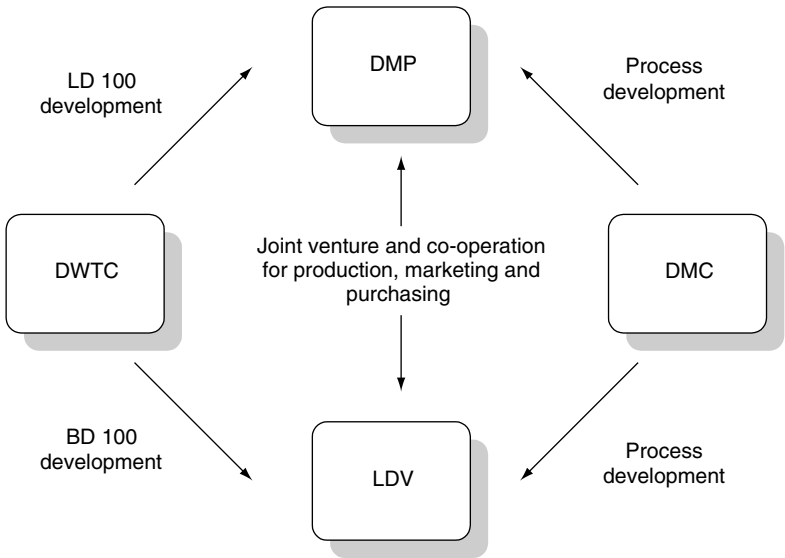 DMP
LD 100
development
Process
development
DWTC
Joint venture and co-operation
for production, marketing and
purchasing
DMC
BD 100
development
LDV
Process
development